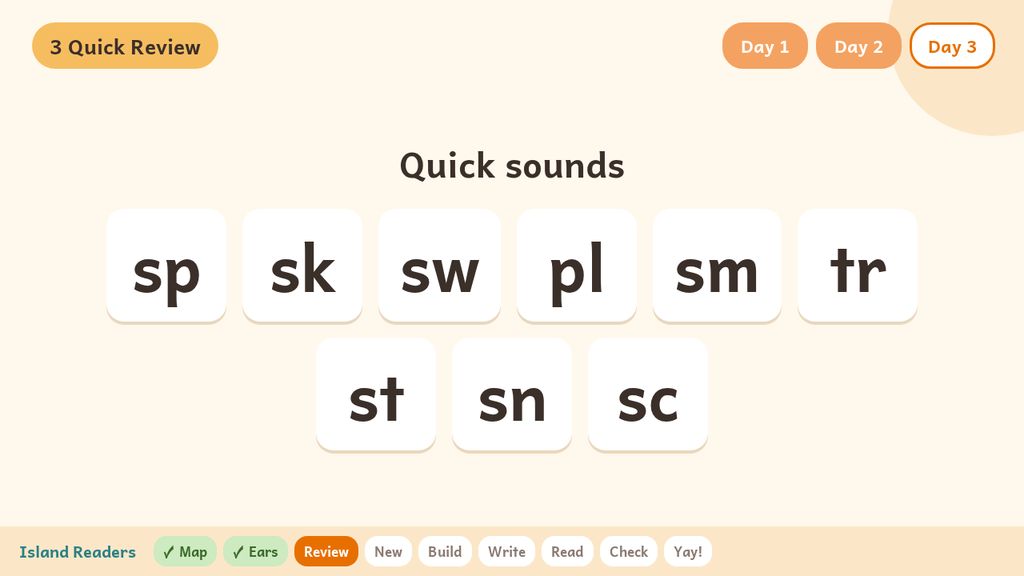 3 Quick Review
Day 1 Day 2 Day 3
Quick sounds
sp sk sw pl sm tr
st sn sc
Island Readers ✓ Map ✓ Ears Review New Build Write Read Check Yay!